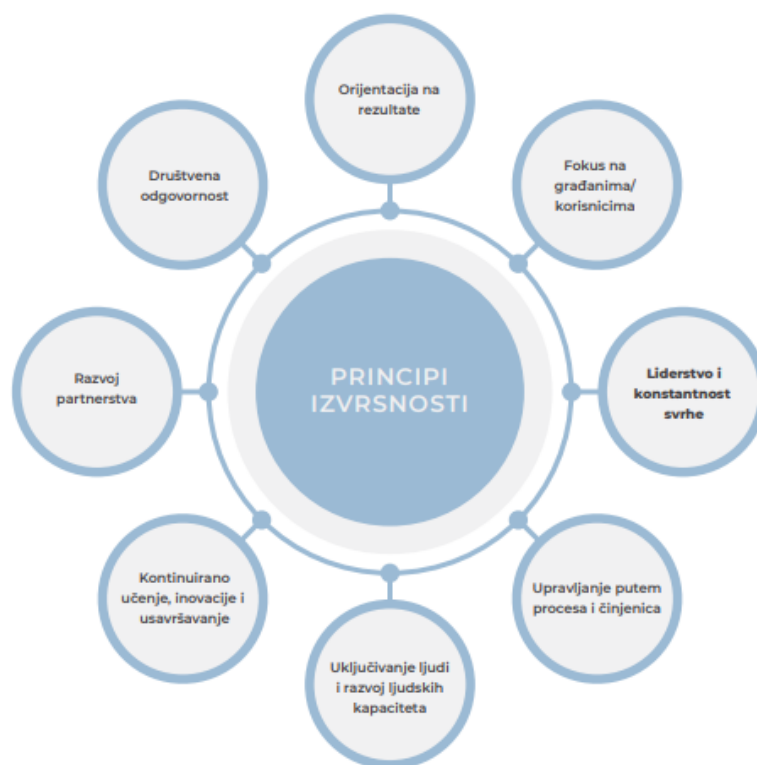 Orijentacija na
rezultate
Fokus na
građanima/
korisnicima
Liderstvo i
konstantnost
svrhe
Upravljanje putem
procesa i činjenica
Uključivanje ljudi
i razvoj ljudskih
kapaciteta
Kontinuirano
učenje, inovacije i
usavršavanje
Razvoj
partnerstva
Društvena
odgovornost
PRINCIPI
IZVRSNOSTI